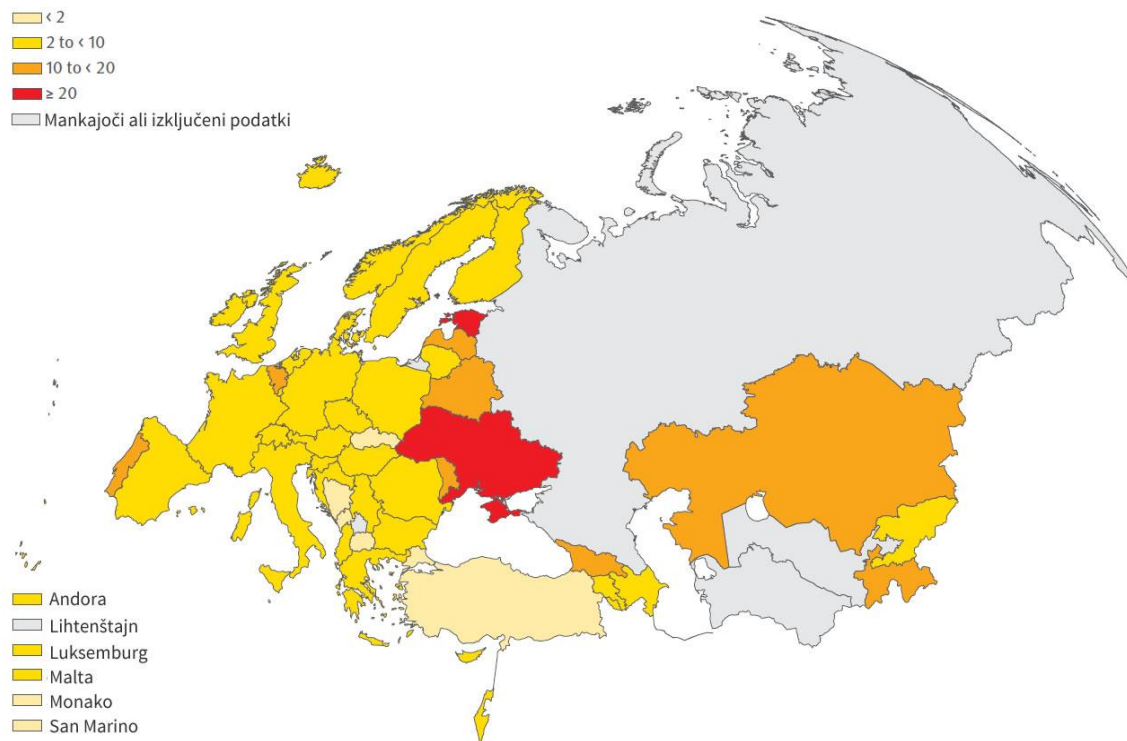 < 2
2 to < 10
10 to < 20
≥ 20
Mankajoči ali izključeni podatki
Andora
Lihtenštajn
Luksemburg
Malta
Monako
San Marino